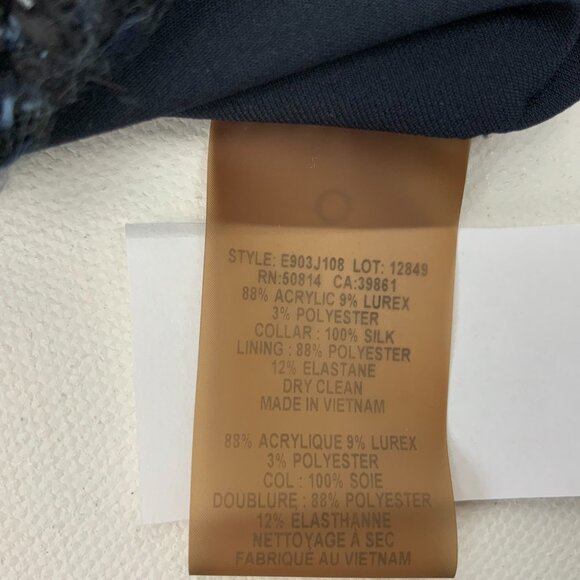 STYLE: E903J108 LOT: 12849
RN:50814 CA:39861
88% ACRYLIC 9% LUREX
3% POLYESTER
COLLAR : 100% SILK
LINING : 88% POLYESTER
12% ELASTANE
DRY CLEAN
MADE IN VIETNAM
88% ACRYLIQUE 9% LUREX
3% POLYESTER
COL : 100% SOIE
DOUBLURE : 88% POLYESTER
12% ELASTHANNE
NETTOYAGE À SEC
FABRIQUÉ AU VIETNAM